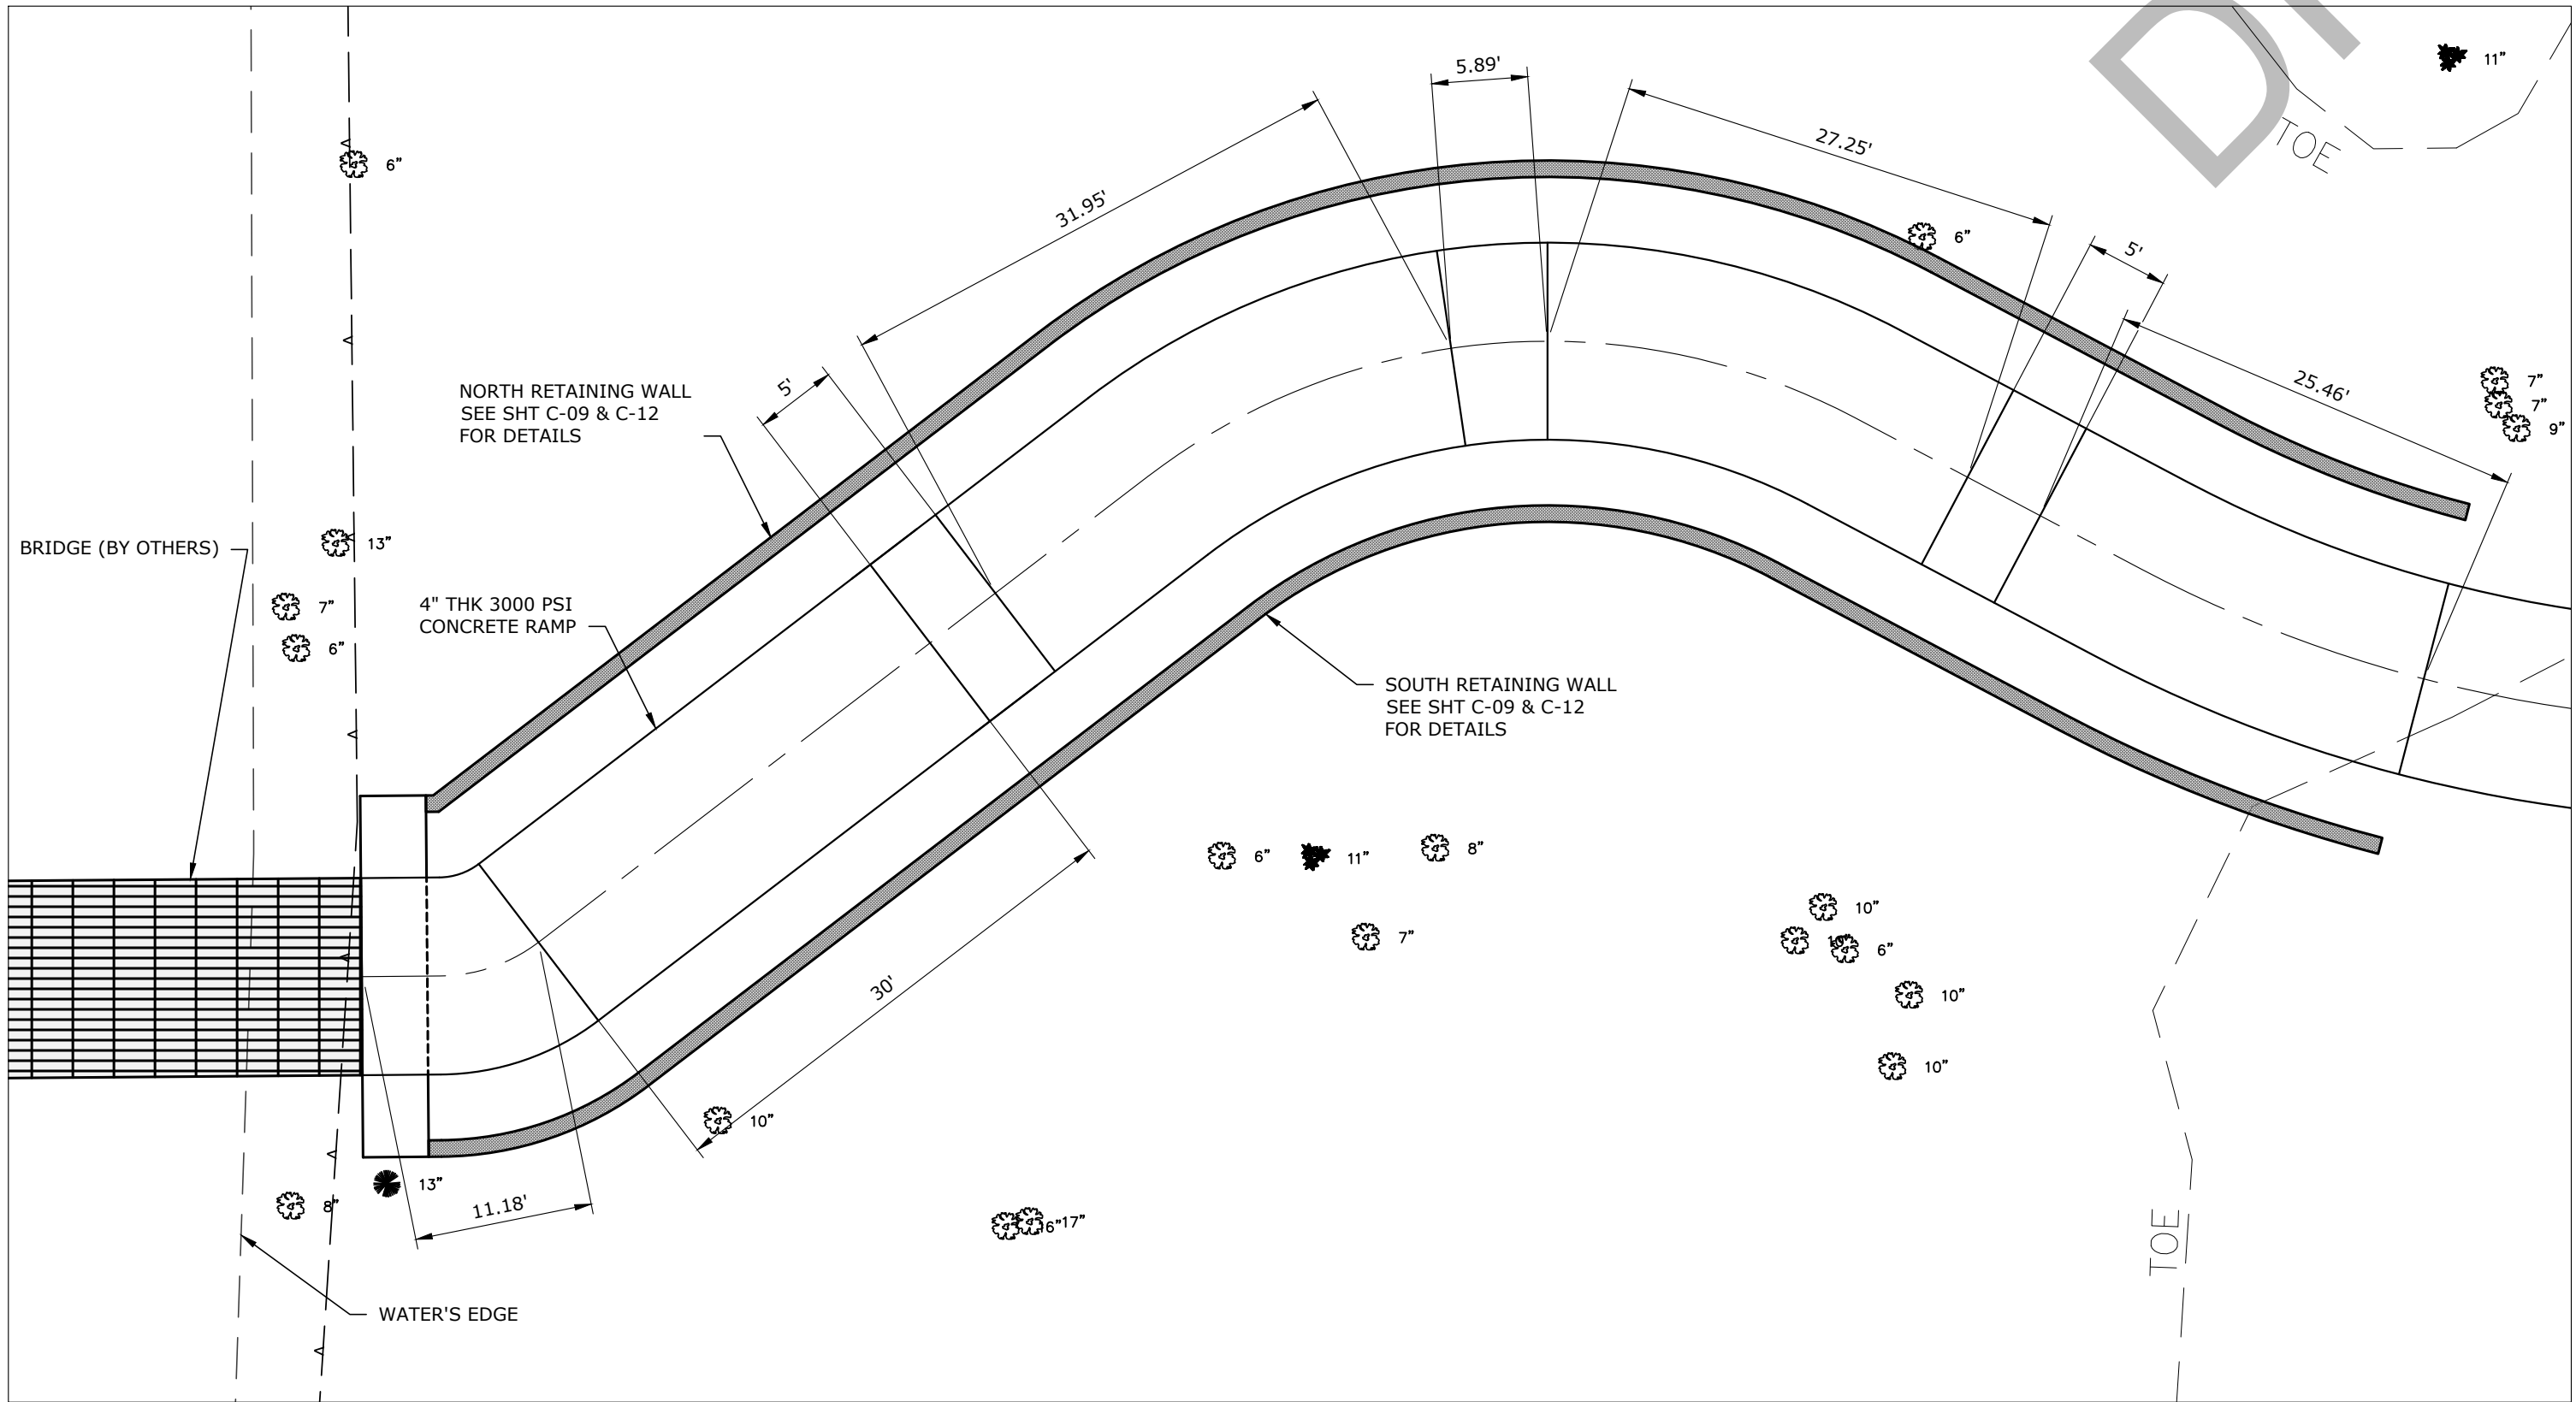 11"
5.89'
TOE
27.25'
6"
31.95'
6"
5'
5'
25.46'
7"
7"
9"
NORTH RETAINING WALL
SEE SHT C-09 & C-12
FOR DETAILS
BRIDGE (BY OTHERS)
13"
4" THK 3000 PSI
CONCRETE RAMP
7"
6"
SOUTH RETAINING WALL
SEE SHT C-09 & C-12
FOR DETAILS
6"
11"
8"
7"
10"
6"
10"
10"
30'
10"
13"
8"
11.18'
17"
TOE
WATER'S EDGE